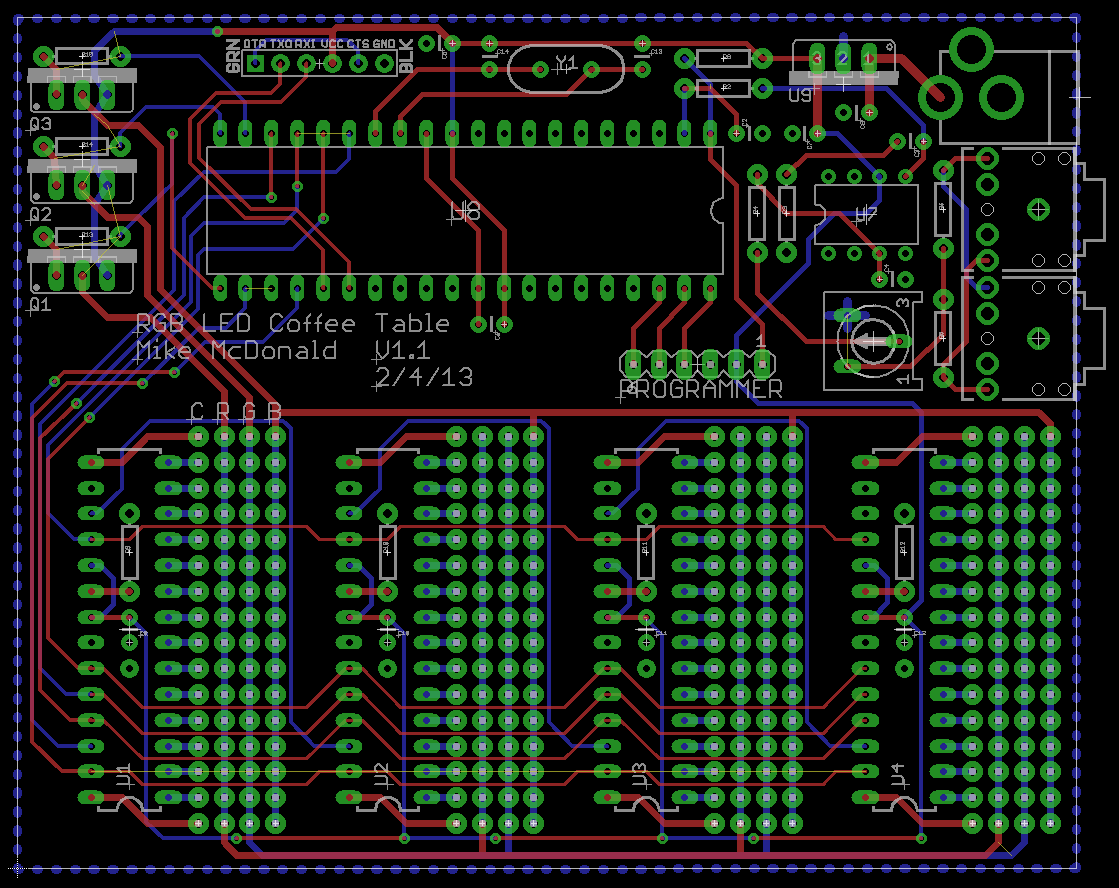 GRN DTR TXO RXI VCC CTS GND BLK
Y1
3 2 1
U9
Q3
Q2
U8
U7
Q1
RGB LED Coffee Table
Mike McDonald V1.1
2/4/13
3
1
1
PROGRAMMER
C R G B
U1 U2 U3 U4